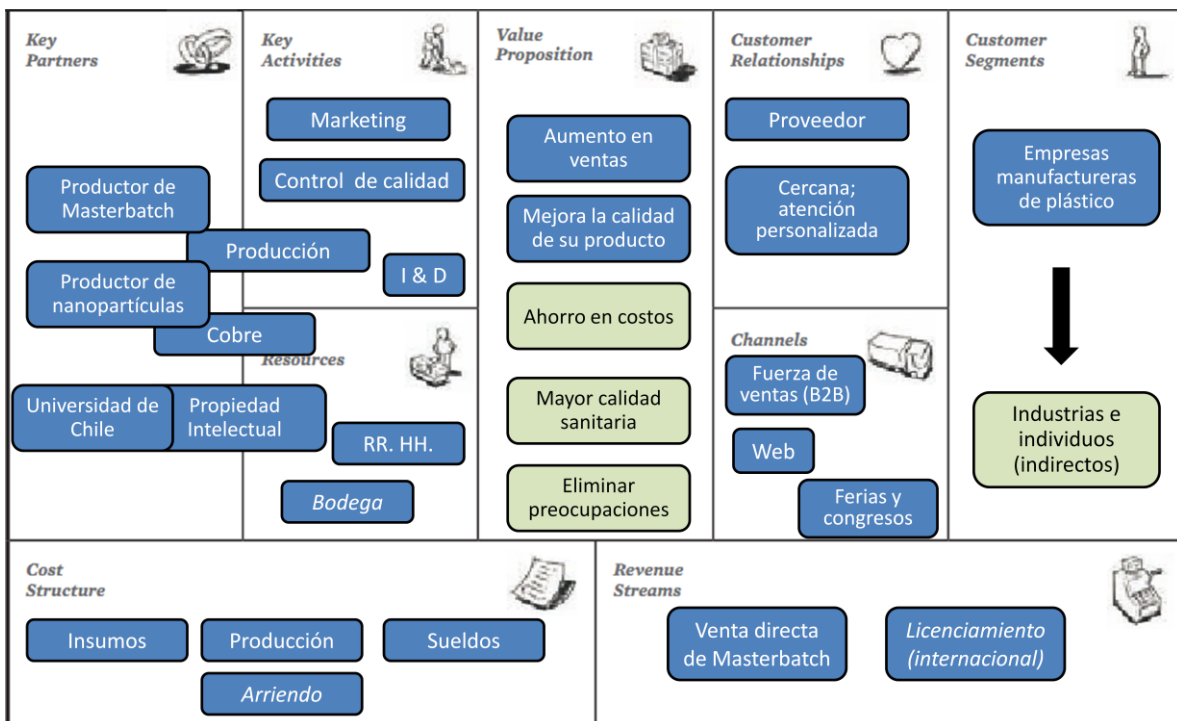 Key
Partners
Productor de
Masterbatch
Productor de
nanopartículas
Universidad de
Chile
Key
Activities
Marketing
Control de calidad
Producción
I & D
Cobre
Resources
Propiedad
Intelectual
RR. HH.
Bodega
Value
Proposition
Aumento en
ventas
Mejora la calidad
de su producto
Ahorro en costos
Mayor calidad
sanitaria
Eliminar
preocupaciones
Customer
Relationships
Proveedor
Cercana;
atención
personalizada
Channels
Fuerza de
ventas (B2B)
Web
Ferias y
congresos
Customer
Segments
Empresas
manufactureras
de plástico
Industrias e
individuos
(indirectos)
Cost
Structure
Insumos
Producción
Sueldos
Arriendo
Revenue
Streams
Venta directa
de Masterbatch
Licenciamiento
(internacional)